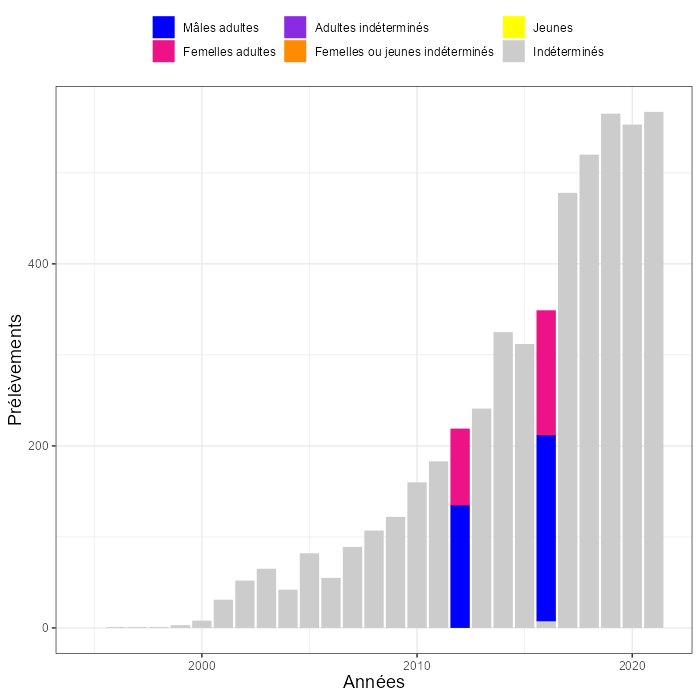 Mâles adultes Adultes indéterminés Jeunes
Femelles adultes Femelles ou jeunes indéterminés Indéterminés
400
200
0
Prélèvements
2000 2010 2020
Années